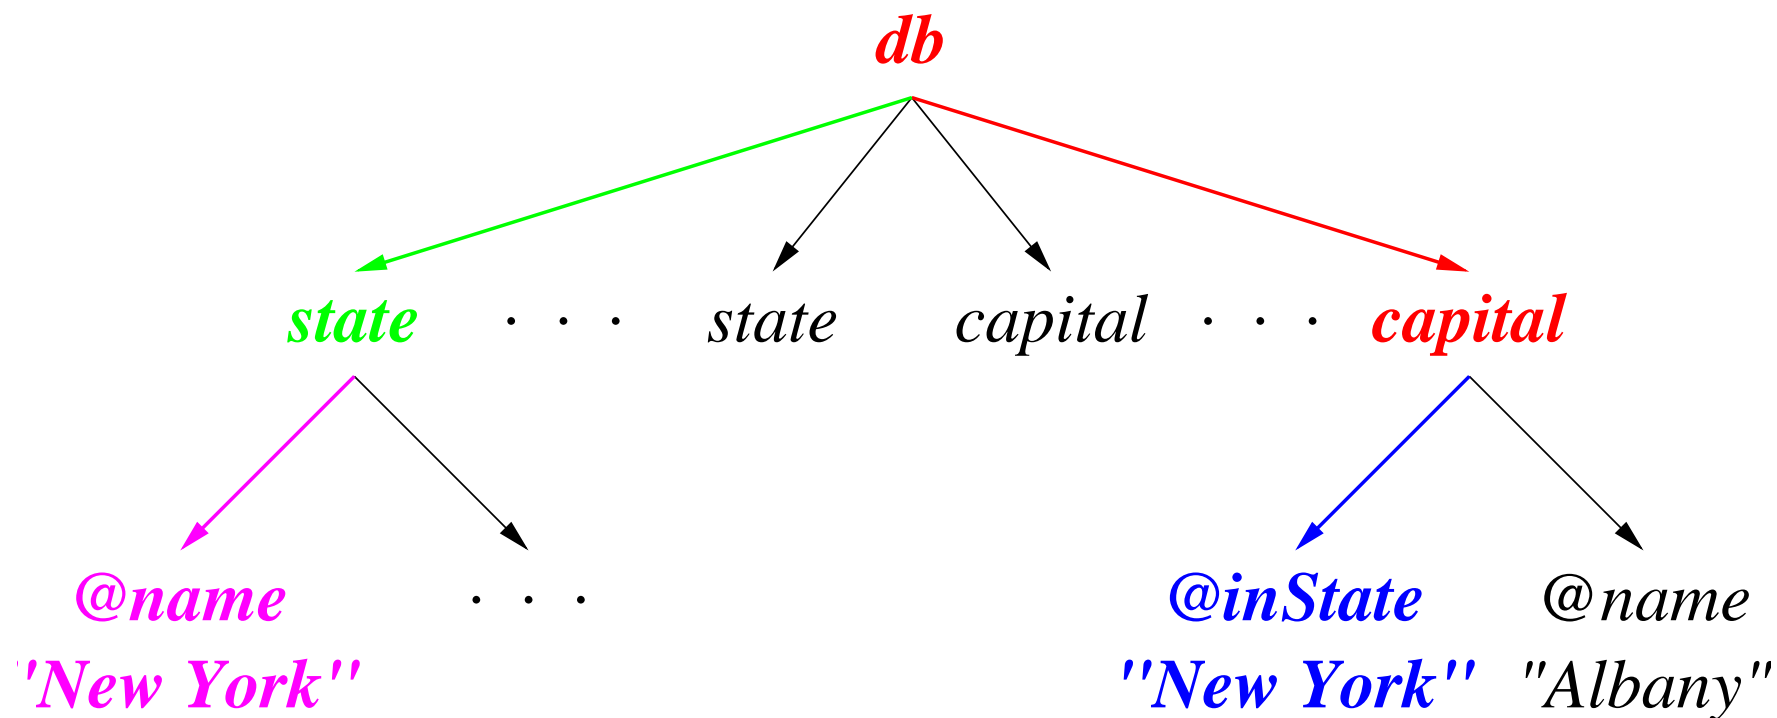 db
state . . . state capital . . . capital
@name . . . @inState @name
"New York" "New York" "Albany"